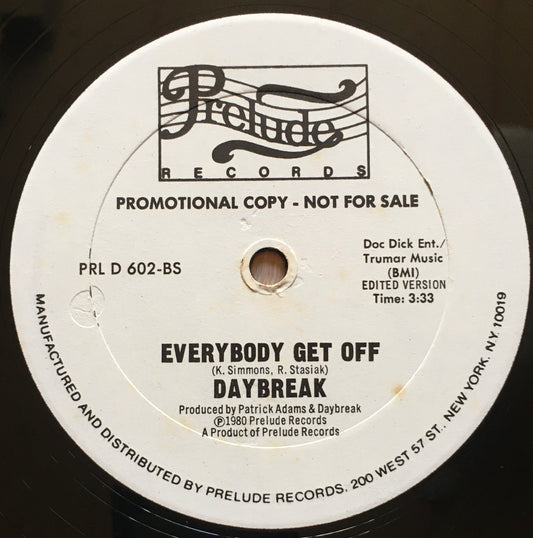 Prelude
RECORDS
PROMOTIONAL COPY - NOT FOR SALE
PRL D 602-BS
Doc Dick Ent./
Trumar Music
(BMI)
EDITED VERSION
Time: 3:33
EVERYBODY GET OFF
(K. Simmons, R. Stasiak)
DAYBREAK
Produced by Patrick Adams & Daybreak
Ⓟ1980 Prelude Records
A Product of Prelude Records
MANUFACTURED AND DISTRIBUTED BY PRELUDE RECORDS, 200 WEST 57 ST., NEW YORK, N.Y. 10019